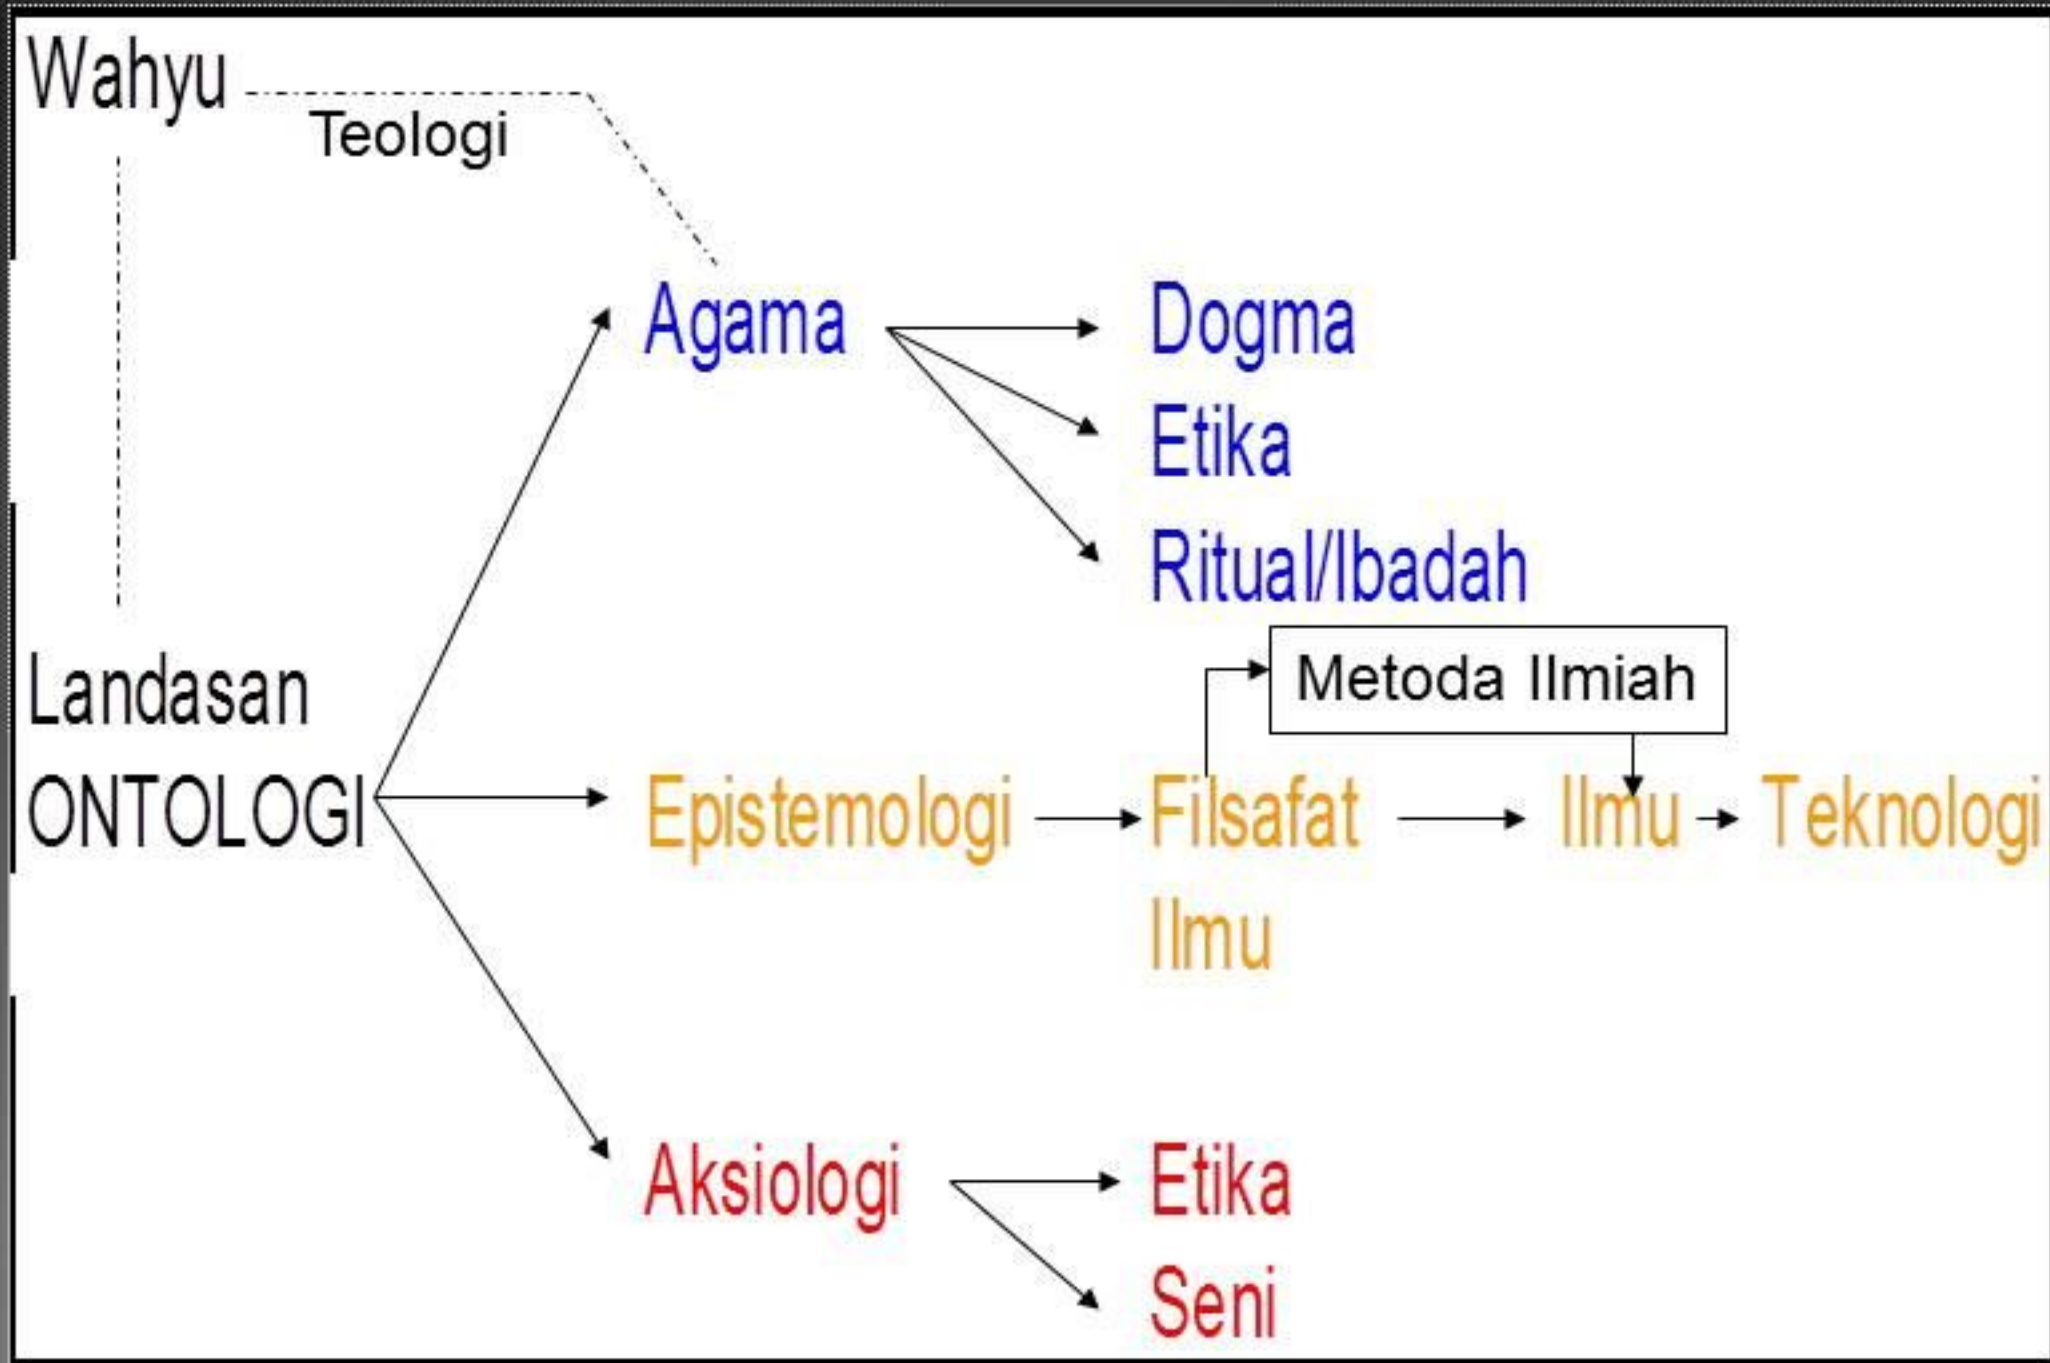 Wahyu
Teologi
Agama
Dogma
Etika
Ritual/Ibadah
Landasan
ONTOLOGI
Metoda Ilmiah
Epistemologi
Filsafat
Ilmu
Ilmu
Teknologi
Aksiologi
Etika
Seni